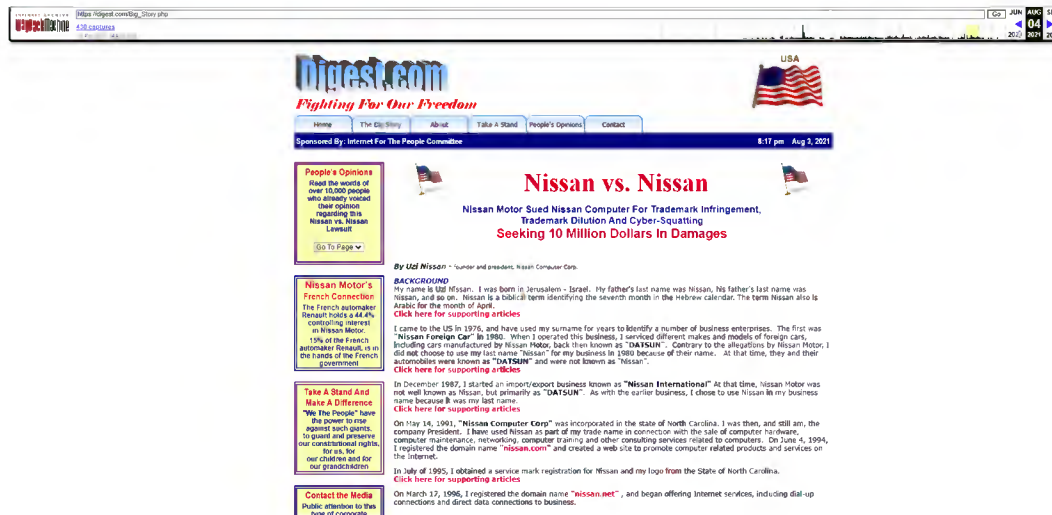 INTERNET ARCHIVE
WayBack Machine
https://digest.com/Big_Story.php
Go
JUN AUG
438 captures
04
2021
Digest.com
Fighting For Our Freedom
USA
Home The Big Story About Take A Stand People's Opinions Contact
Sponsored By: Internet For The People Committee 8:17 pm Aug 3, 2021
People's Opinions
Read the words of
over 10,000 people
who already voiced
their opinion
regarding this
Nissan vs. Nissan
Lawsuit
Go To Page
Nissan Motor's
French Connection
The French automaker
Renault holds a 44.4%
controlling interest
in Nissan Motor.
15% of the French
automaker Renault, is in
the hands of the French
government
Take A Stand And
Make A Difference
"We The People" have
the power to rise
against such giants,
to guard and preserve
our constitutional rights,
for us, for
our children and for
our grandchildren
Contact the Media
Public attention to this
type of corporate
Nissan vs. Nissan
Nissan Motor Sued Nissan Computer For Trademark Infringement,
Trademark Dilution And Cyber-Squatting
Seeking 10 Million Dollars In Damages
By Uzi Nissan - founder and president, Nissan Computer Corp.
BACKGROUND
My name is Uzi Nissan. I was born in Jerusalem - Israel. My father's last name was Nissan, his father's last name was
Nissan, and so on. Nissan is a biblical term identifying the seventh month in the Hebrew calendar. The term Nissan also is
Arabic for the month of April.
Click here for supporting articles
I came to the US in 1976, and have used my surname for years to identify a number of business enterprises. The first was
"Nissan Foreign Car" in 1980. When I operated this business, I serviced different makes and models of foreign cars,
including cars manufactured by Nissan Motor, back then known as "DATSUN". Contrary to the allegations by Nissan Motor, I
did not choose to use my last name "Nissan" for my business in 1980 because of their name. At that time, they and their
automobiles were known as "DATSUN" and were not known as "Nissan".
Click here for supporting articles
In December 1987, I started an import/export business known as "Nissan International" At that time, Nissan Motor was
not well known as Nissan, but primarily as "DATSUN". As with the earlier business, I chose to use Nissan in my business
name because it was my last name.
Click here for supporting articles
On May 14, 1991, "Nissan Computer Corp" was incorporated in the state of North Carolina. I was then, and still am, the
company President. I have used Nissan as part of my trade name in connection with the sale of computer hardware,
computer maintenance, networking, computer training and other consulting services related to computers. On June 4, 1994,
I registered the domain name "nissan.com" and created a web site to promote computer related products and services on
the Internet.
In July of 1995, I obtained a service mark registration for Nissan and my logo from the State of North Carolina.
Click here for supporting articles
On March 17, 1996, I registered the domain name "nissan.net" , and began offering Internet services, including dial-up
connections and direct data connections to business.